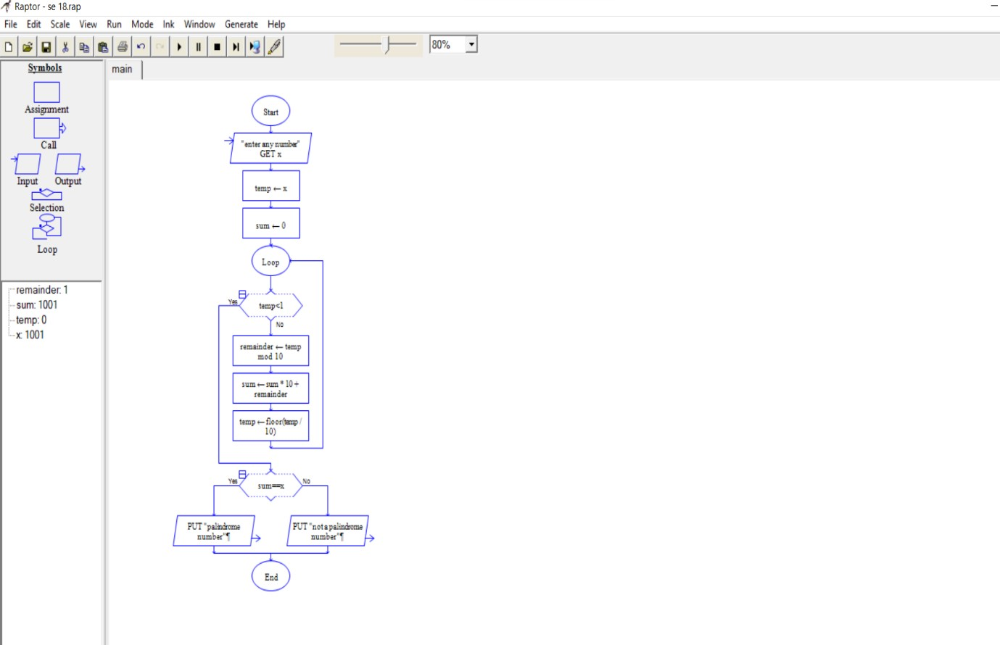 Raptor - se 18.rap
File Edit Scale View Run Mode Ink Window Generate Help
80%
Symbols
main
Assignment
Call
Input Output
Selection
Loop
remainder: 1
sum: 1001
temp: 0
x: 1001
Start
"enter any number"
GET x
temp ← x
sum ← 0
Loop
Yes
temp<1
No
remainder ← temp
mod 10
sum ← sum * 10 +
remainder
temp ← floor(temp /
10)
Yes
sum==x
No
PUT "palindrome
number"¶
PUT "not a palindrome
number"¶
End